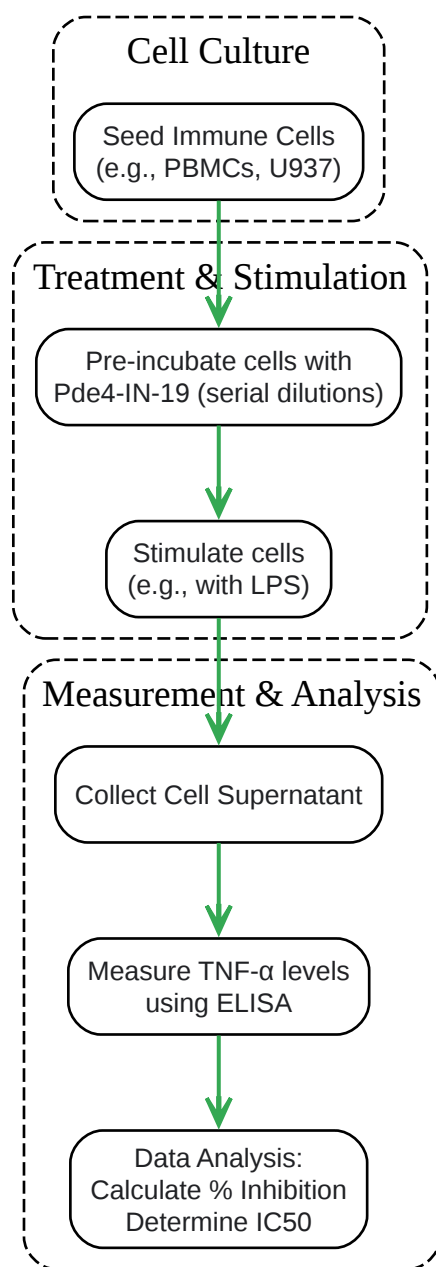 Cell Culture
Seed Immune Cells
(e.g., PBMCs, U937)
Treatment & Stimulation
Pre-incubate cells with
Pde4-IN-19 (serial dilutions)
Stimulate cells
(e.g., with LPS)
Measurement & Analysis
Collect Cell Supernatant
Measure TNF-α levels
using ELISA
Data Analysis:
Calculate % Inhibition
Determine IC50